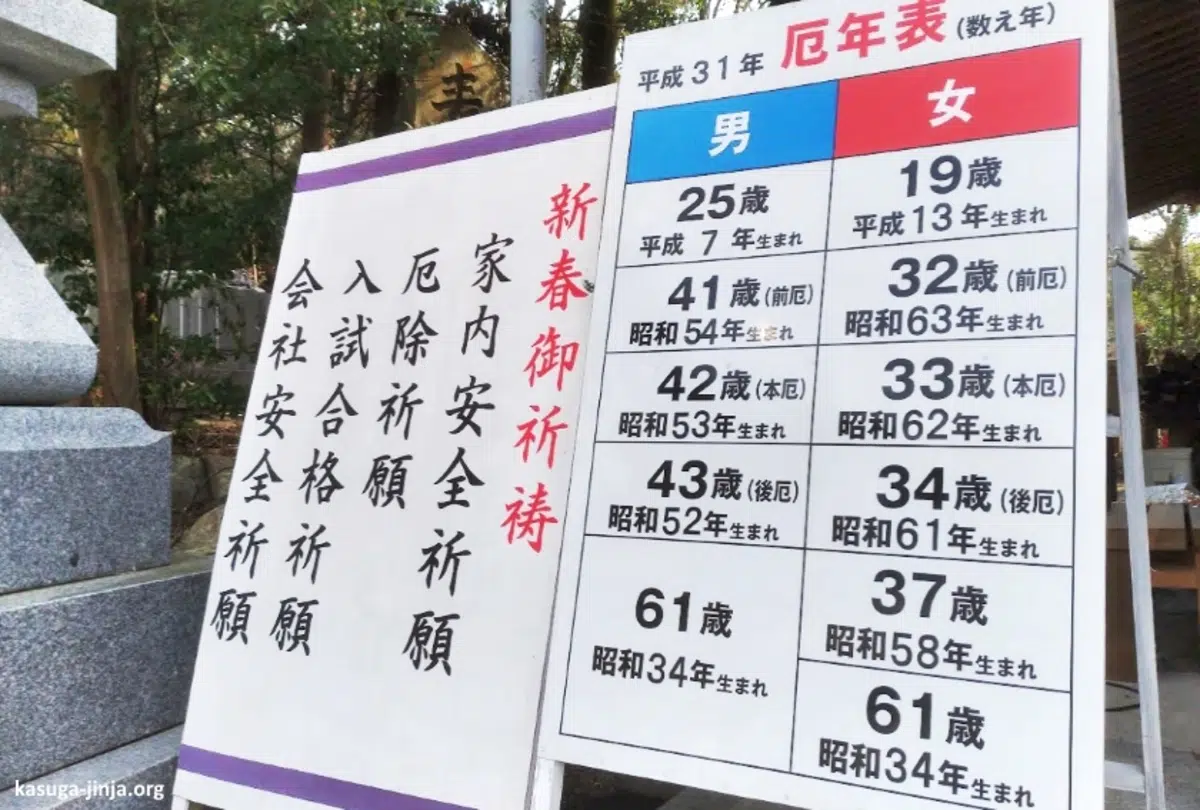 新春御祈祷
家内安全祈願
厄除祈願
入試合格祈願
会社安全祈願
平成31年 厄年表(数え年)
男
25歳
平成 7 年生まれ
41歳(前厄)
昭和54年生まれ
42歳(本厄)
昭和53年生まれ
43歳(後厄)
昭和52年生まれ
61歳
昭和34年生まれ
女
19歳
平成13年生まれ
32歳(前厄)
昭和63年生まれ
33歳(本厄)
昭和62年生まれ
34歳(後厄)
昭和61年生まれ
37歳
昭和58年生まれ
61歳
昭和34年生まれ
kasuga-jinja.org